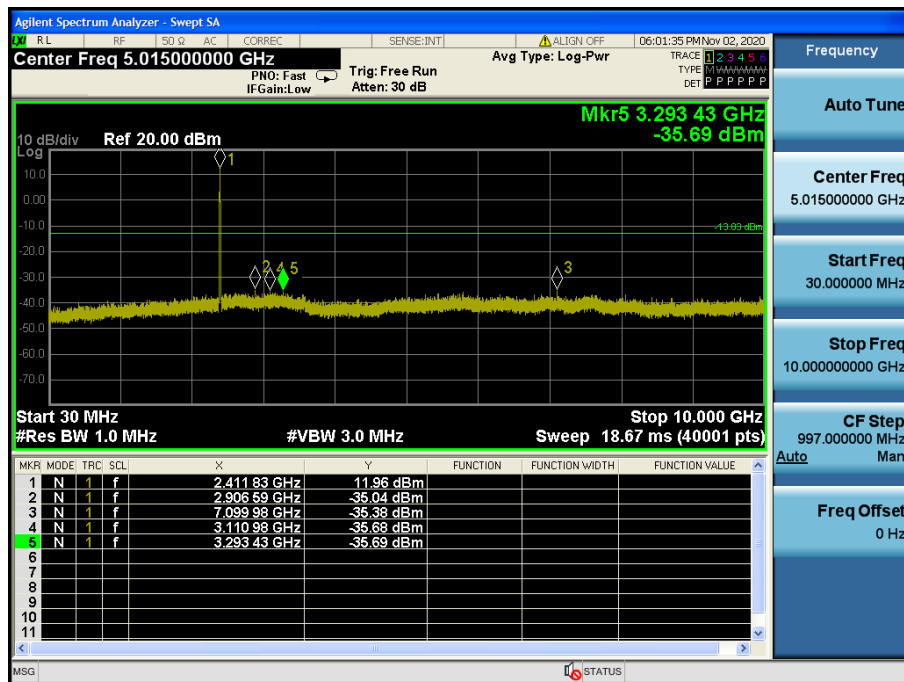 Agilent Spectrum Analyzer - Swept SA
LXI RL RF 50 Ω AC CORREC SENSE:INT ALIGN OFF 06:01:35 PM Nov 02, 2020
Center Freq 5.015000000 GHz
PNO: Fast
IFGain:Low
Trig: Free Run
Atten: 30 dB
Avg Type: Log-Pwr
TRACE 1 2 3 4 5 6
TYPE M W W W W W
DET P P P P P P
Mkr5 3.293 43 GHz
-35.69 dBm
10 dB/div Ref 20.00 dBm
Log
10.0
0.00
-10.0
-20.0
-30.0
-40.0
-50.0
-60.0
-70.0
1
2
4
5
3
-13.03 dBm
Start 30 MHz Stop 10.000 GHz
#Res BW 1.0 MHz #VBW 3.0 MHz Sweep 18.67 ms (40001 pts)
MKR MODE TRC SCL X Y FUNCTION FUNCTION WIDTH FUNCTION VALUE
1 N 1 f 2.411 83 GHz 11.96 dBm
2 N 1 f 2.906 59 GHz -35.04 dBm
3 N 1 f 7.099 98 GHz -35.38 dBm
4 N 1 f 3.110 98 GHz -35.68 dBm
5 N 1 f 3.293 43 GHz -35.69 dBm
6
7
8
9
10
11
MSG STATUS
Frequency
Auto Tune
Center Freq
5.015000000 GHz
Start Freq
30.000000 MHz
Stop Freq
10.000000000 GHz
CF Step
997.000000 MHz
Auto Man
Freq Offset
0 Hz